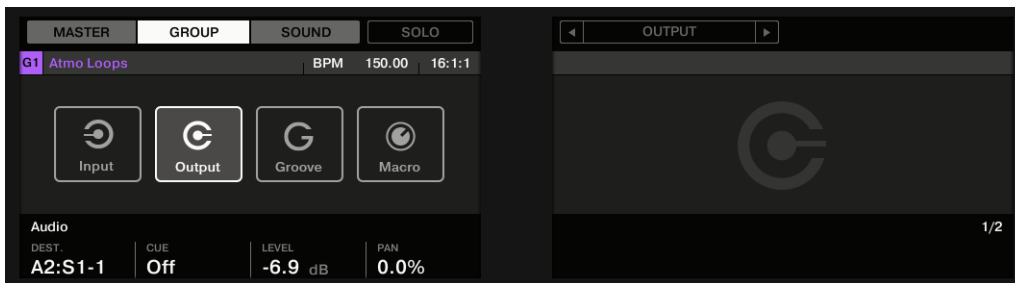 MASTER GROUP SOUND SOLO
OUTPUT
G1 Atmo Loops BPM 150.00 16:1:1
Input Output Groove Macro
Audio
1/2
DEST. CUE LEVEL PAN
A2:S1-1 Off -6.9 dB 0.0%